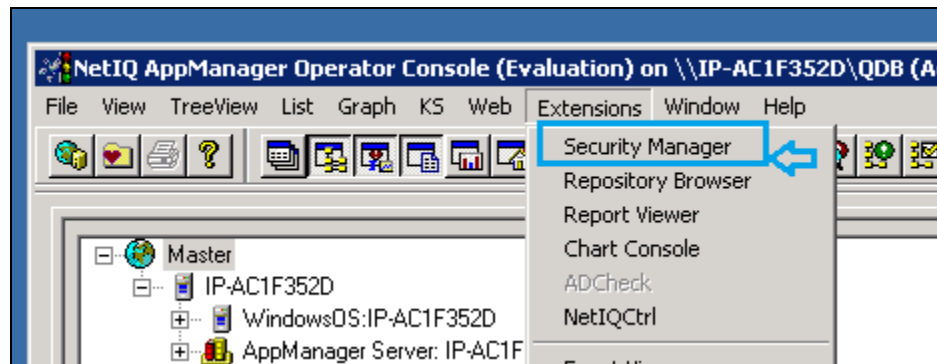 NetIQ AppManager Operator Console (Evaluation) on \\IP-AC1F352D\QDB (A
File View TreeView List Graph KS Web Extensions Window Help
Security Manager
Repository Browser
Report Viewer
Chart Console
ADCheck
NetIQCtrl
Master
IP-AC1F352D
WindowsOS:IP-AC1F352D
AppManager Server: IP-AC1F